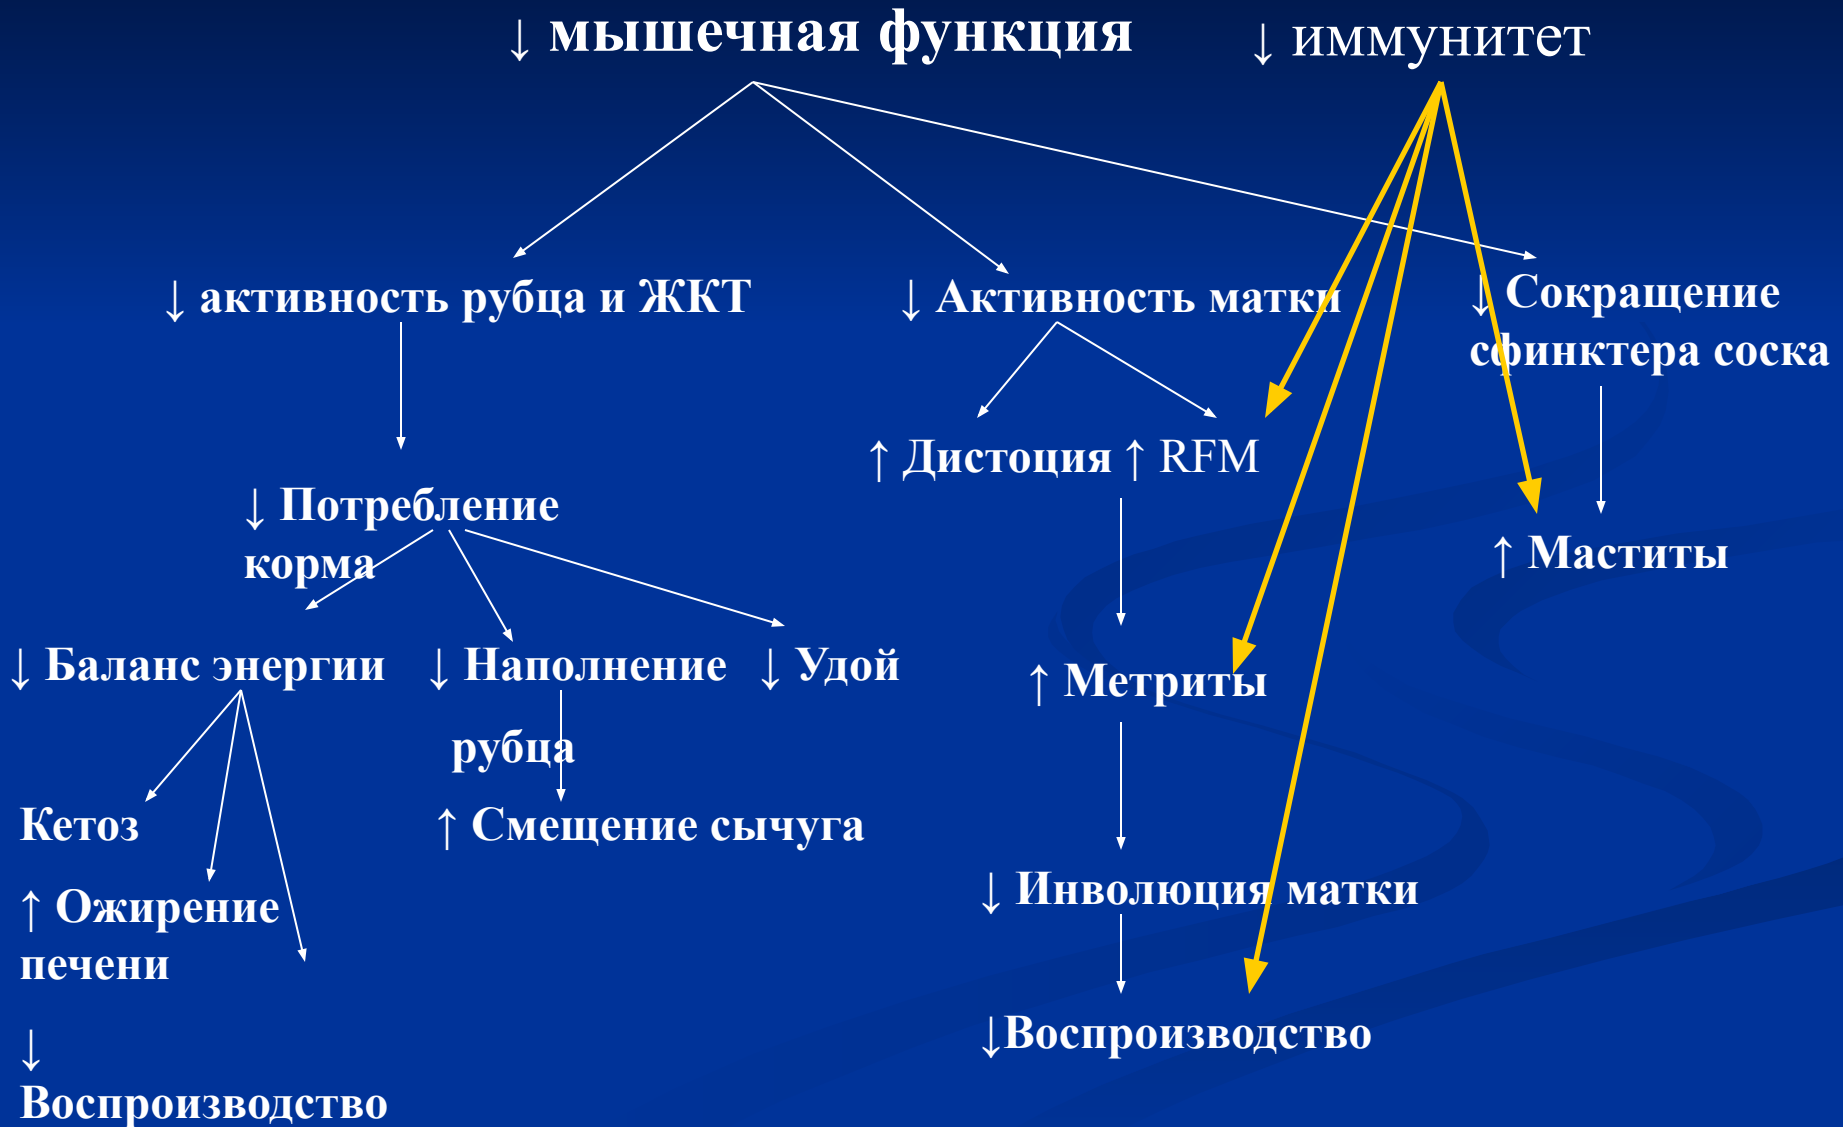 ↓ мышечная функция
↓ иммунитет
↓ активность рубца и ЖКТ
↓ Активность матки
↓ Сокращение
сфинктера соска
↑ Дистоция ↑ RFM
↓ Потребление
корма
↑ Маститы
↓ Баланс энергии
↓ Наполнение
рубца
↓ Удой
↑ Метриты
Кетоз
↑ Смещение сычуга
↑ Ожирение
печени
↓ Инволюция матки
↓Воспроизводство
↓
Воспроизводство